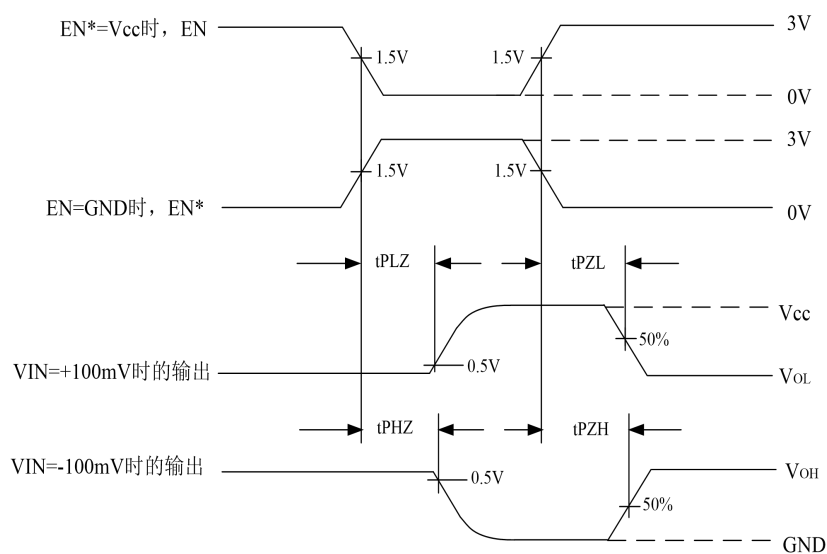 EN*=Vcc时，EN
1.5V
1.5V
3V
0V
3V
1.5V
1.5V
EN=GND时，EN*
0V
tPLZ
tPZL
Vcc
50%
0.5V
VIN=+100mV时的输出
VOL
tPHZ
tPZH
VIN=-100mV时的输出
0.5V
VOH
50%
GND